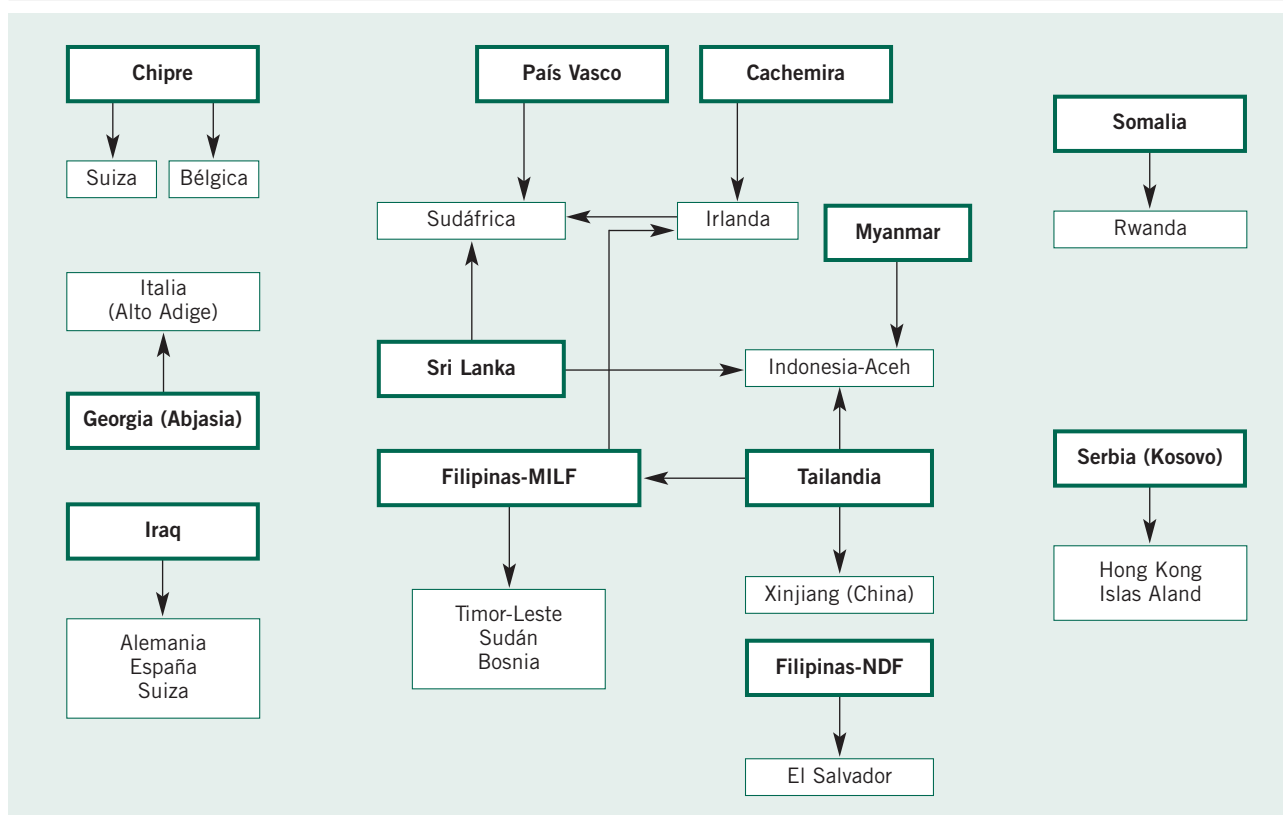 Chipre
País Vasco
Cachemira
Somalia
Suiza
Bélgica
Sudáfrica
Irlanda
Myanmar
Rwanda
Italia
(Alto Adige)
Sri Lanka
Indonesia-Aceh
Georgia (Abjasia)
Filipinas-MILF
Tailandia
Serbia (Kosovo)
Iraq
Hong Kong
Islas Aland
Xinjiang (China)
Timor-Leste
Sudán
Bosnia
Alemania
España
Suiza
Filipinas-NDF
El Salvador